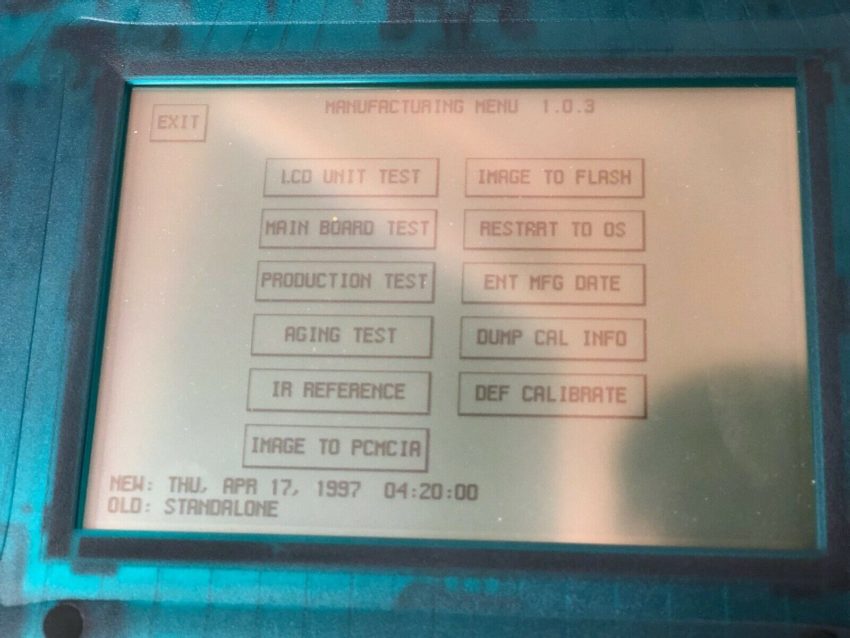 MANUFACTURING MENU 1.0.3
EXIT
LCD UNIT TEST
IMAGE TO FLASH
MAIN BOARD TEST
RESTRRT TO OS
PRODUCTION TEST
ENT MFG DATE
AGING TEST
DUMP CAL INFO
IR REFERENCE
DEF CALIBRATE
IMAGE TO PCMCIA
NEW: THU, APR 17, 1997 04:20:00
OLD: STANDALONE